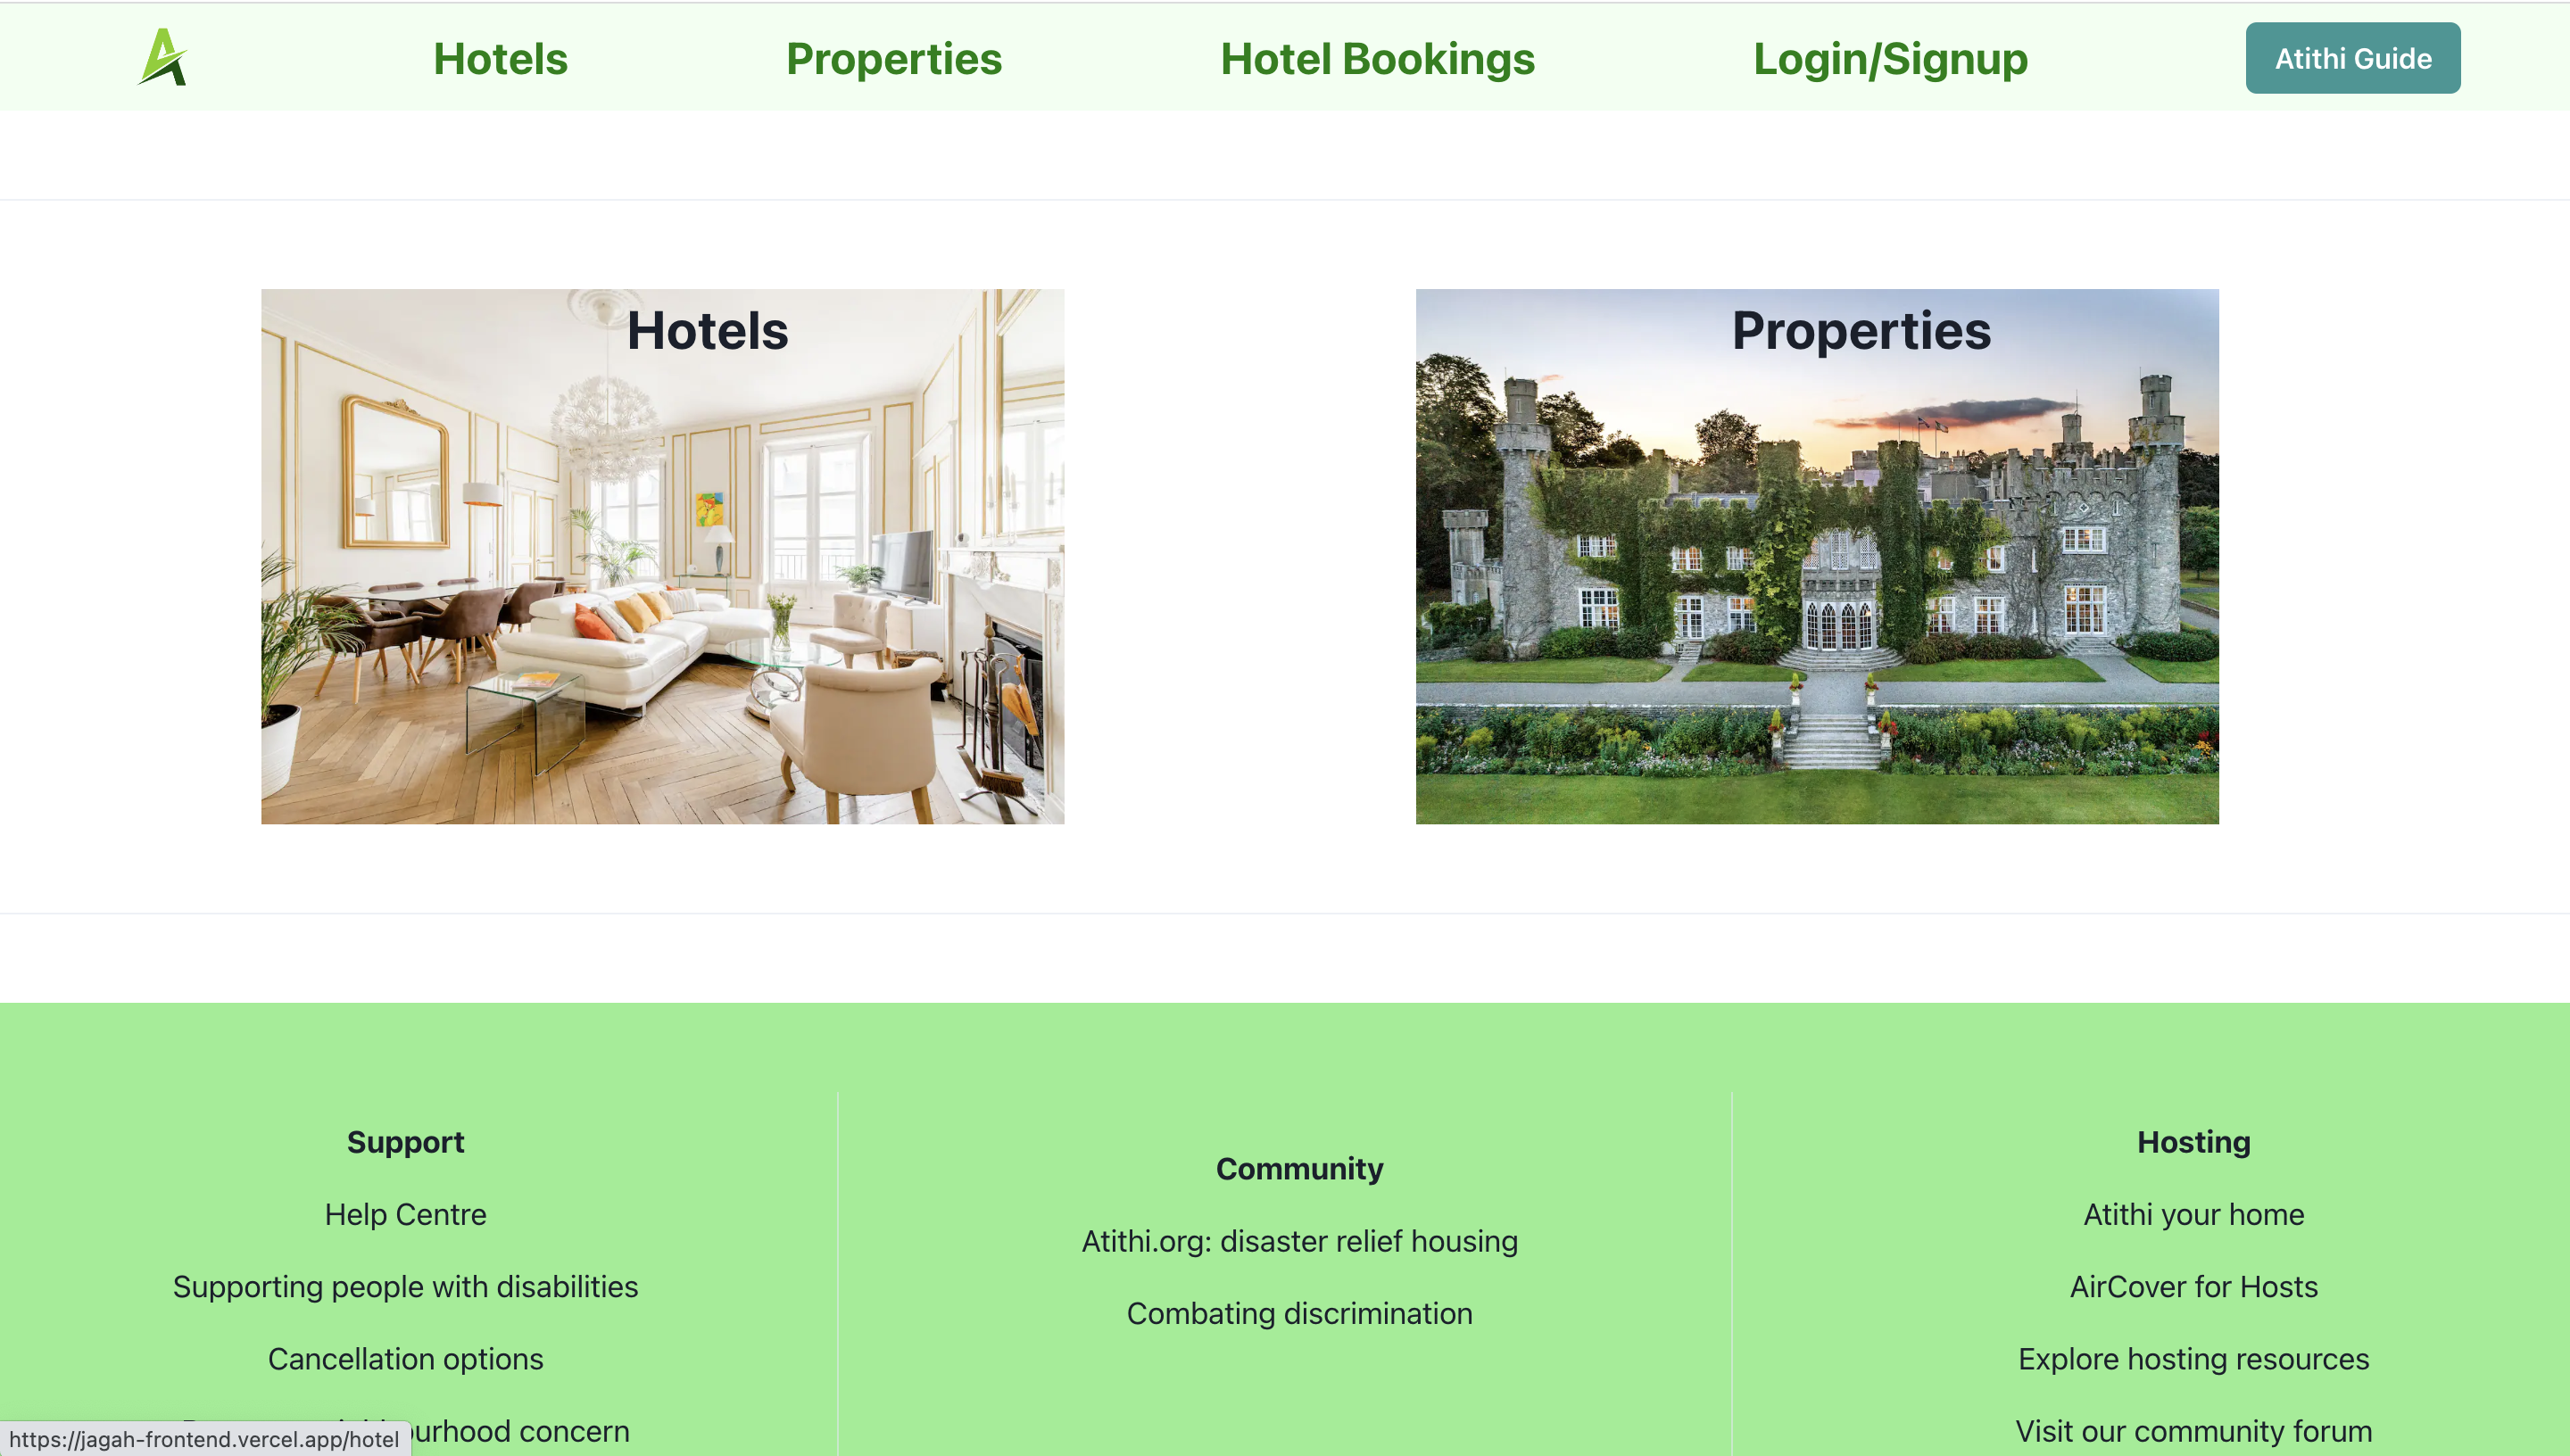 Hotels
Properties
Hotel Bookings
Login/Signup
Atithi Guide
Hotels
Properties
Support
Help Centre
Supporting people with disabilities
Cancellation options
ourhood concern
Community
Atithi.org: disaster relief housing
Combating discrimination
Hosting
Atithi your home
AirCover for Hosts
Explore hosting resources
Visit our community forum
https://jagah-frontend.vercel.app/hotel